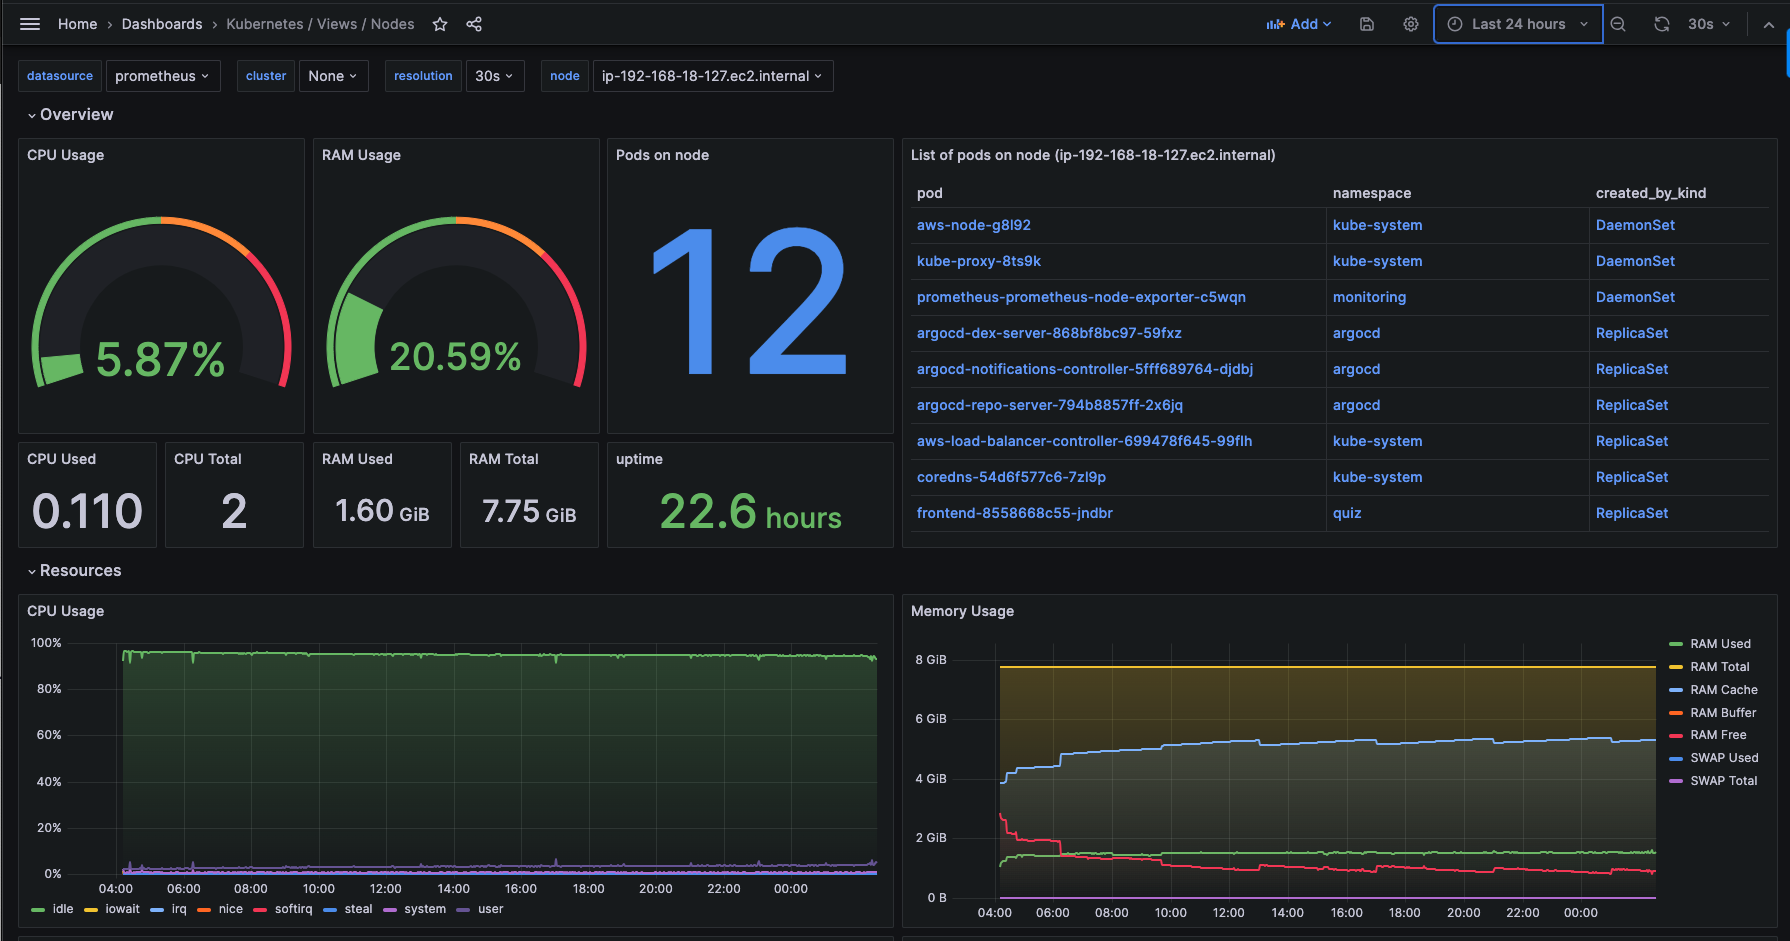 Home › Dashboards › Kubernetes / Views / Nodes Add Last 24 hours 30s
datasource prometheus cluster None resolution 30s node ip-192-168-18-127.ec2.internal
Overview
CPU Usage
5.87%
RAM Usage
20.59%
Pods on node
12
List of pods on node (ip-192-168-18-127.ec2.internal)
pod namespace created_by_kind
aws-node-g8l92 kube-system DaemonSet
kube-proxy-8ts9k kube-system DaemonSet
prometheus-prometheus-node-exporter-c5wqn monitoring DaemonSet
argocd-dex-server-868bf8bc97-59fxz argocd ReplicaSet
argocd-notifications-controller-5fff689764-djdbj argocd ReplicaSet
argocd-repo-server-794b8857ff-2x6jq argocd ReplicaSet
aws-load-balancer-controller-699478f645-99flh kube-system ReplicaSet
coredns-54d6f577c6-7zl9p kube-system ReplicaSet
frontend-8558668c55-jndbr quiz ReplicaSet
CPU Used
0.110
CPU Total
2
RAM Used
1.60 GiB
RAM Total
7.75 GiB
uptime
22.6 hours
Resources
CPU Usage
100%
80%
60%
40%
20%
0%
04:00 06:00 08:00 10:00 12:00 14:00 16:00 18:00 20:00 22:00 00:00
idle iowait irq nice softirq steal system user
Memory Usage
8 GiB
6 GiB
4 GiB
2 GiB
0 B
04:00 06:00 08:00 10:00 12:00 14:00 16:00 18:00 20:00 22:00 00:00
RAM Used
RAM Total
RAM Cache
RAM Buffer
RAM Free
SWAP Used
SWAP Total